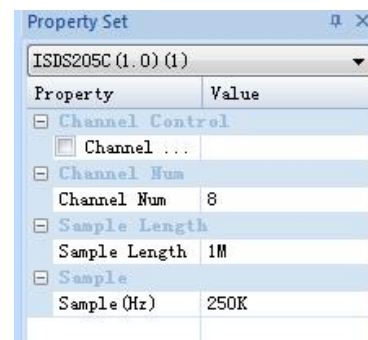 Property Set
ISDS205C(1.0)(1)
Property Value
Channel Control
Channel ...
Channel Num
Channel Num 8
Sample Length
Sample Length 1M
Sample
Sample(Hz) 250K